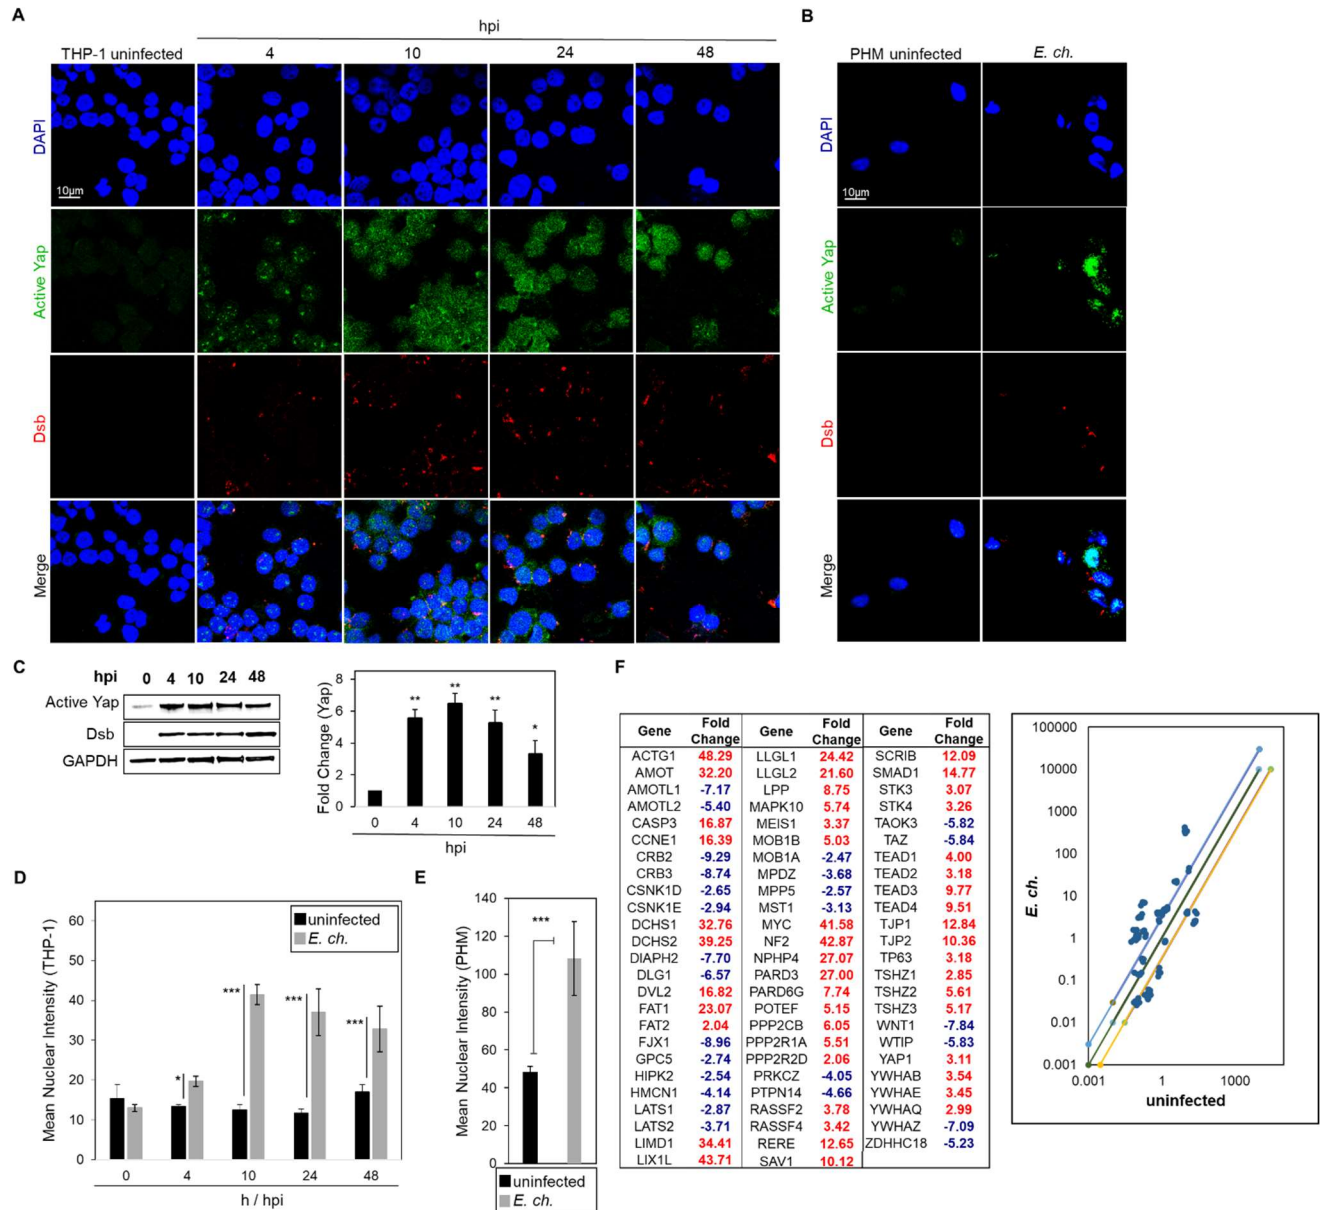 A
B
hpi
THP-1 uninfected 4 10 24 48
PHM uninfected E. ch.
DAPI
10µm
10µm
DAPI
Active Yap
Active Yap
Dsb
Dsb
Merge
Merge
C
hpi 0 4 10 24 48
Active Yap
Dsb
GAPDH
Fold Change (Yap)
8
6
4
2
0
** ** ** *
0 4 10 24 48
hpi
D
Mean Nuclear Intensity (THP-1)
60
50
40
30
20
10
0
uninfected
E. ch.
* *** *** ***
0 4 10 24 48
h / hpi
E
Mean Nuclear Intensity (PHM)
140
120
100
80
60
40
20
0
***
uninfected
E. ch.
F
Gene Fold Change Gene Fold Change Gene Fold Change
ACTG1 48.29 LLGL1 24.42 SCRIB 12.09
AMOT 32.20 LLGL2 21.60 SMAD1 14.77
AMOTL1 -7.17 LPP 8.75 STK3 3.07
AMOTL2 -5.40 MAPK10 5.74 STK4 3.26
CASP3 16.87 MEIS1 3.37 TAOK3 -5.82
CCNE1 16.39 MOB1B 5.03 TAZ -5.84
CRB2 -9.29 MOB1A -2.47 TEAD1 4.00
CRB3 -8.74 MPDZ -3.68 TEAD2 3.18
CSNK1D -2.65 MPP5 -2.57 TEAD3 9.77
CSNK1E -2.94 MST1 -3.13 TEAD4 9.51
DCHS1 32.76 MYC 41.58 TJP1 12.84
DCHS2 39.25 NF2 42.87 TJP2 10.36
DIAPH2 -7.70 NPHP4 27.07 TP63 3.18
DLG1 -6.57 PARD3 27.00 TSHZ1 2.85
DVL2 16.82 PARD6G 7.74 TSHZ2 5.61
FAT1 23.07 POTEF 5.15 TSHZ3 5.17
FAT2 2.04 PPP2CB 6.05 WNT1 -7.84
FJX1 -8.96 PPP2R1A 5.51 WTIP -5.83
GPC5 -2.74 PPP2R2D 2.06 YAP1 3.11
HIPK2 -2.54 PRKCZ -4.05 YWHAB 3.54
HMCN1 -4.14 PTPN14 -4.66 YWHAE 3.45
LATS1 -2.87 RASSF2 3.78 YWHAQ 2.99
LATS2 -3.71 RASSF4 3.42 YWHAZ -7.09
LIMD1 34.41 RERE 12.65 ZDHHC18 -5.23
LIX1L 43.71 SAV1 10.12
E. ch.
100000
10000
1000
100
10
1
0.1
0.01
0.001
0.001 1 1000
uninfected